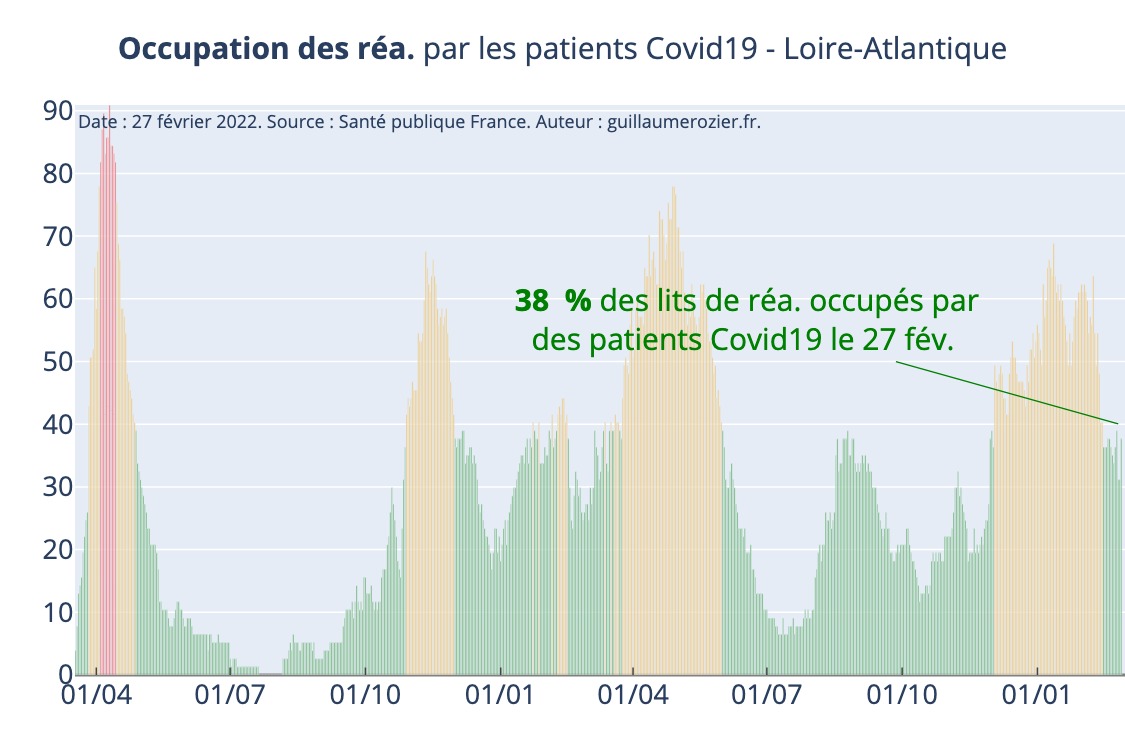 Occupation des réa. par les patients Covid19 - Loire-Atlantique
90
Date : 27 février 2022. Source : Santé publique France. Auteur : guillaumerozier.fr.
80
70
60
38 % des lits de réa. occupés par
des patients Covid19 le 27 fév.
50
40
30
20
10
0
01/04 01/07 01/10 01/01 01/04 01/07 01/10 01/01